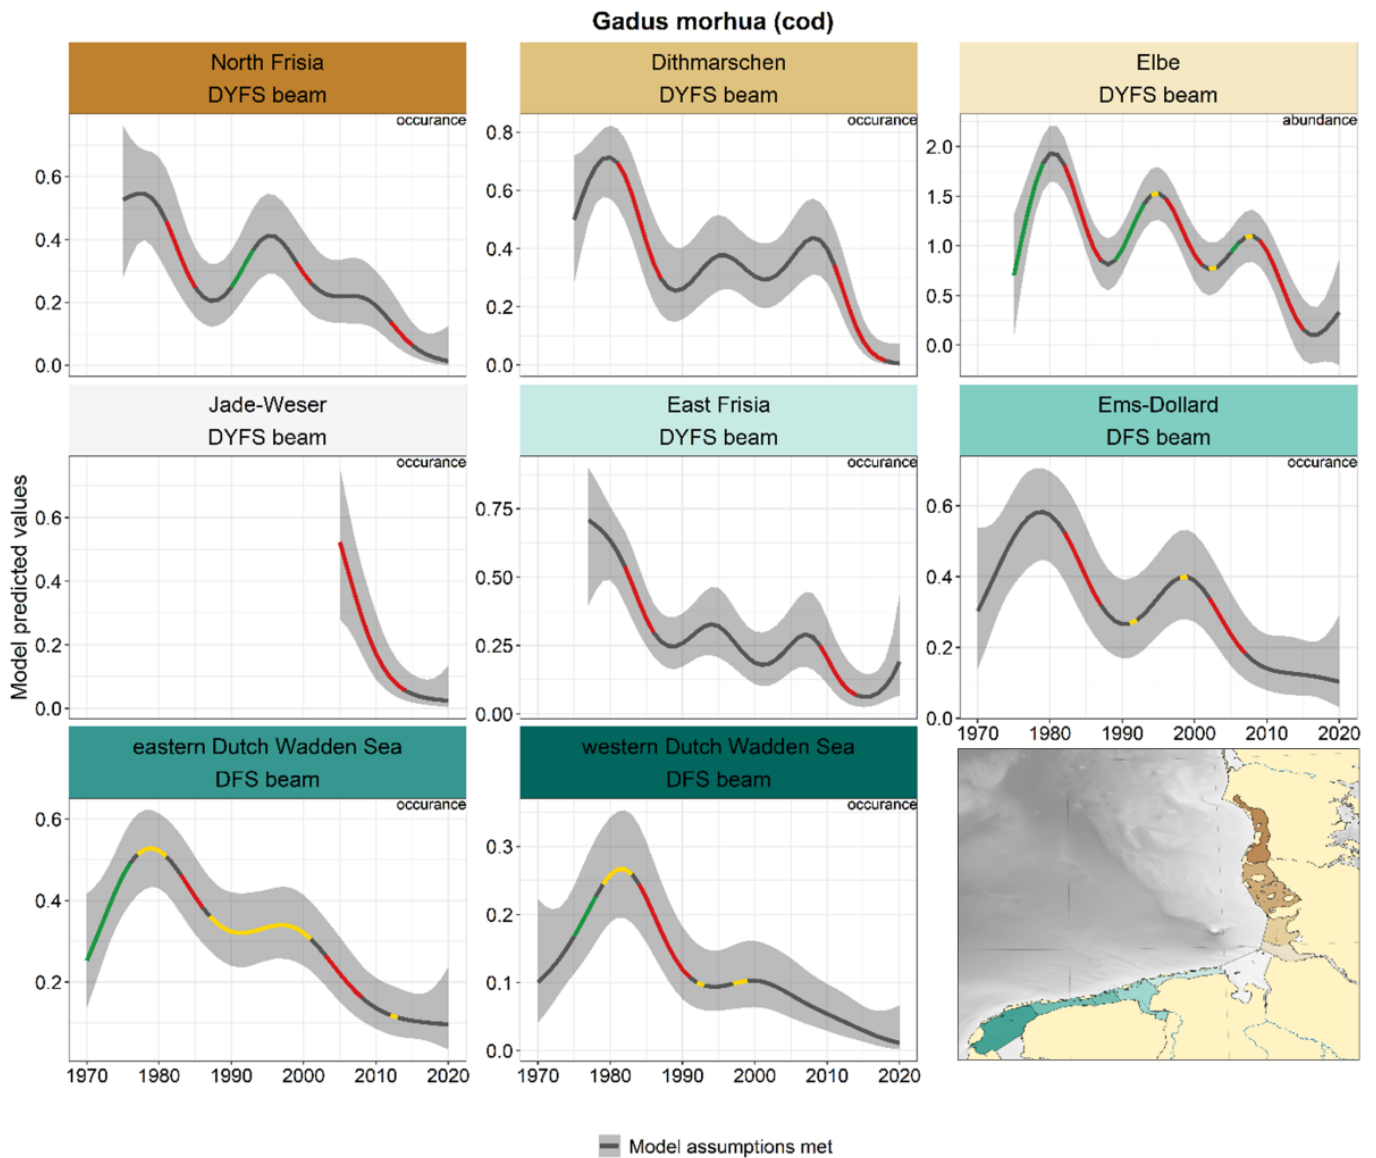 Gadus morhua (cod)
North Frisia
DYFS beam
Dithmarschen
DYFS beam
Elbe
DYFS beam
occurance
occurance
abundance
0.6
0.4
0.2
0.0
0.8
0.6
0.4
0.2
0.0
2.0
1.5
1.0
0.5
0.0
Jade-Weser
DYFS beam
East Frisia
DYFS beam
Ems-Dollard
DFS beam
occurance
occurance
occurance
Model predicted values
0.6
0.4
0.2
0.0
0.75
0.50
0.25
0.00
0.6
0.4
0.2
0.0
1970 1980 1990 2000 2010 2020
eastern Dutch Wadden Sea
DFS beam
western Dutch Wadden Sea
DFS beam
occurance
occurance
0.6
0.4
0.2
0.3
0.2
0.1
0.0
1970 1980 1990 2000 2010 2020
1970 1980 1990 2000 2010 2020
Model assumptions met